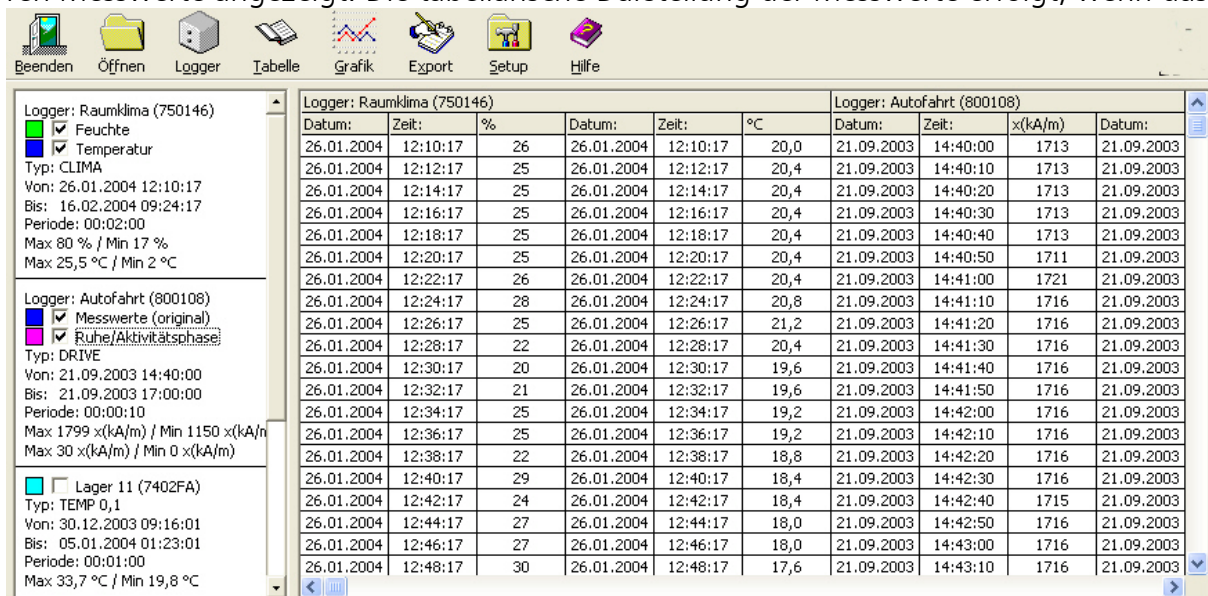 ren Messwerte angezeigt. Die tabellarische Darstellung der Messwerte erfolgt, wenn das
Beenden Öffnen Logger Tabelle Grafik Export Setup Hilfe
Logger: Raumklima (750146)
Feuchte
Temperatur
Typ: CLIMA
Von: 26.01.2004 12:10:17
Bis: 16.02.2004 09:24:17
Periode: 00:02:00
Max 80 % / Min 17 %
Max 25,5 °C / Min 2 °C
Logger: Autofahrt (800108)
Messwerte (original)
Ruhe/Aktivitätsphase
Typ: DRIVE
Von: 21.09.2003 14:40:00
Bis: 21.09.2003 17:00:00
Periode: 00:00:10
Max 1799 x(kA/m) / Min 1150 x(kA/n
Max 30 x(kA/m) / Min 0 x(kA/m)
Lager 11 (7402FA)
Typ: TEMP 0,1
Von: 30.12.2003 09:16:01
Bis: 05.01.2004 01:23:01
Periode: 00:01:00
Max 33,7 °C / Min 19,8 °C
Logger: Raumklima (750146) Logger: Autofahrt (800108)
Datum: Zeit: % Datum: Zeit: °C Datum: Zeit: x(kA/m) Datum:
26.01.2004 12:10:17 26 26.01.2004 12:10:17 20,0 21.09.2003 14:40:00 1713 21.09.2003
26.01.2004 12:12:17 25 26.01.2004 12:12:17 20,4 21.09.2003 14:40:10 1713 21.09.2003
26.01.2004 12:14:17 25 26.01.2004 12:14:17 20,4 21.09.2003 14:40:20 1713 21.09.2003
26.01.2004 12:16:17 25 26.01.2004 12:16:17 20,4 21.09.2003 14:40:30 1713 21.09.2003
26.01.2004 12:18:17 25 26.01.2004 12:18:17 20,4 21.09.2003 14:40:40 1713 21.09.2003
26.01.2004 12:20:17 25 26.01.2004 12:20:17 20,4 21.09.2003 14:40:50 1711 21.09.2003
26.01.2004 12:22:17 26 26.01.2004 12:22:17 20,4 21.09.2003 14:41:00 1721 21.09.2003
26.01.2004 12:24:17 28 26.01.2004 12:24:17 20,8 21.09.2003 14:41:10 1716 21.09.2003
26.01.2004 12:26:17 25 26.01.2004 12:26:17 21,2 21.09.2003 14:41:20 1716 21.09.2003
26.01.2004 12:28:17 22 26.01.2004 12:28:17 20,4 21.09.2003 14:41:30 1716 21.09.2003
26.01.2004 12:30:17 20 26.01.2004 12:30:17 19,6 21.09.2003 14:41:40 1716 21.09.2003
26.01.2004 12:32:17 21 26.01.2004 12:32:17 19,6 21.09.2003 14:41:50 1716 21.09.2003
26.01.2004 12:34:17 25 26.01.2004 12:34:17 19,2 21.09.2003 14:42:00 1716 21.09.2003
26.01.2004 12:36:17 25 26.01.2004 12:36:17 19,2 21.09.2003 14:42:10 1716 21.09.2003
26.01.2004 12:38:17 22 26.01.2004 12:38:17 18,8 21.09.2003 14:42:20 1716 21.09.2003
26.01.2004 12:40:17 29 26.01.2004 12:40:17 18,4 21.09.2003 14:42:30 1716 21.09.2003
26.01.2004 12:42:17 24 26.01.2004 12:42:17 18,4 21.09.2003 14:42:40 1715 21.09.2003
26.01.2004 12:44:17 27 26.01.2004 12:44:17 18,0 21.09.2003 14:42:50 1716 21.09.2003
26.01.2004 12:46:17 27 26.01.2004 12:46:17 18,0 21.09.2003 14:43:00 1716 21.09.2003
26.01.2004 12:48:17 30 26.01.2004 12:48:17 17,6 21.09.2003 14:43:10 1716 21.09.2003